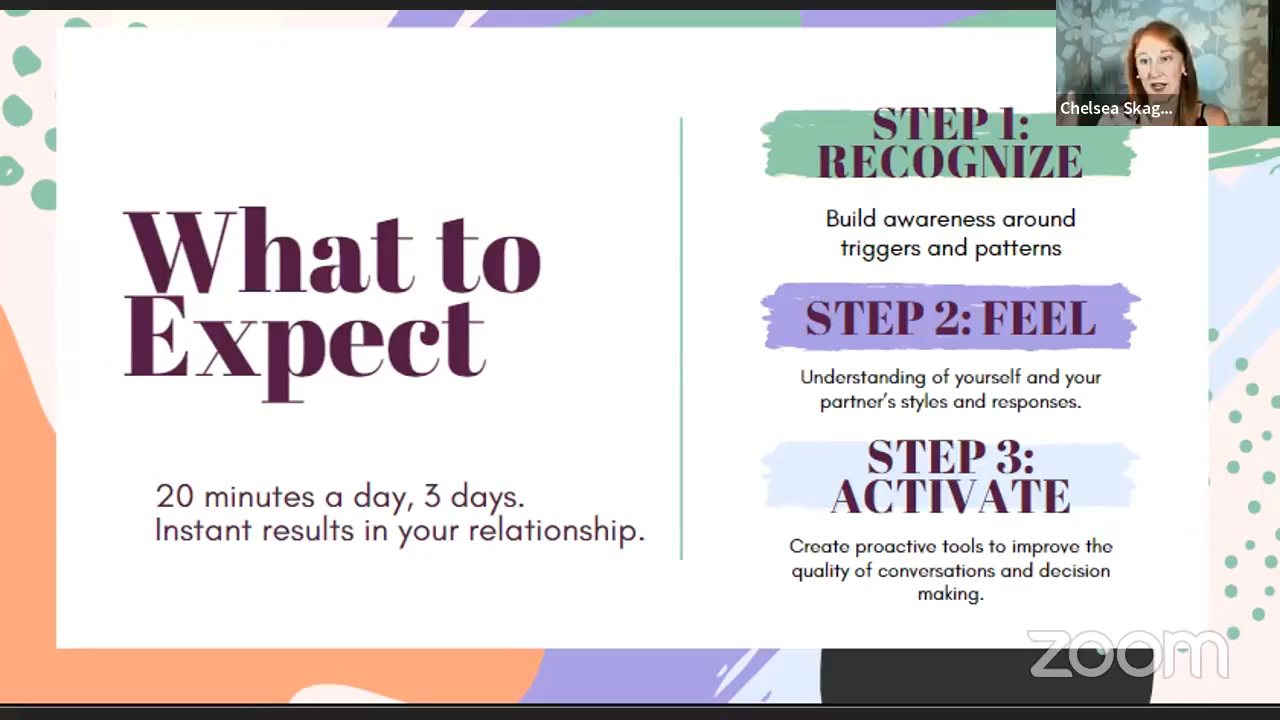 What to
Expect
20 minutes a day, 3 days.
Instant results in your relationship.
STEP 1:
RECOGNIZE
Build awareness around
triggers and patterns
STEP 2: FEEL
Understanding of yourself and your
partner's styles and responses.
STEP 3:
ACTIVATE
Create proactive tools to improve the
quality of conversations and decision
making.
Chelsea Skag...
zoom